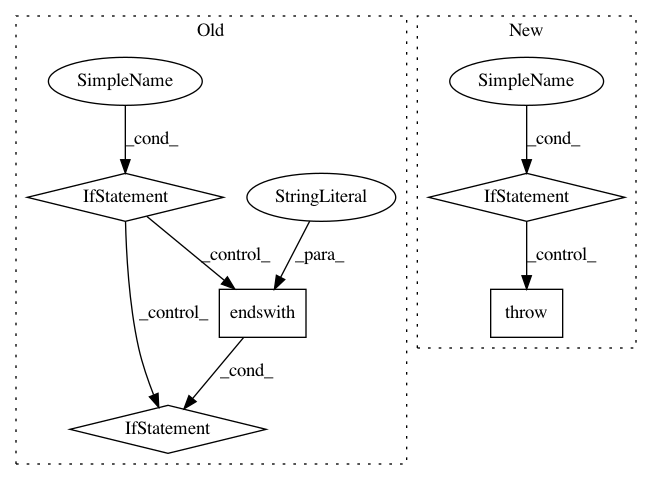 Old
New
SimpleName
SimpleName
_cond_
_cond_
IfStatement
StringLiteral
IfStatement
_control_
_para_
_control_
_control_
endswith
throw
_cond_
IfStatement